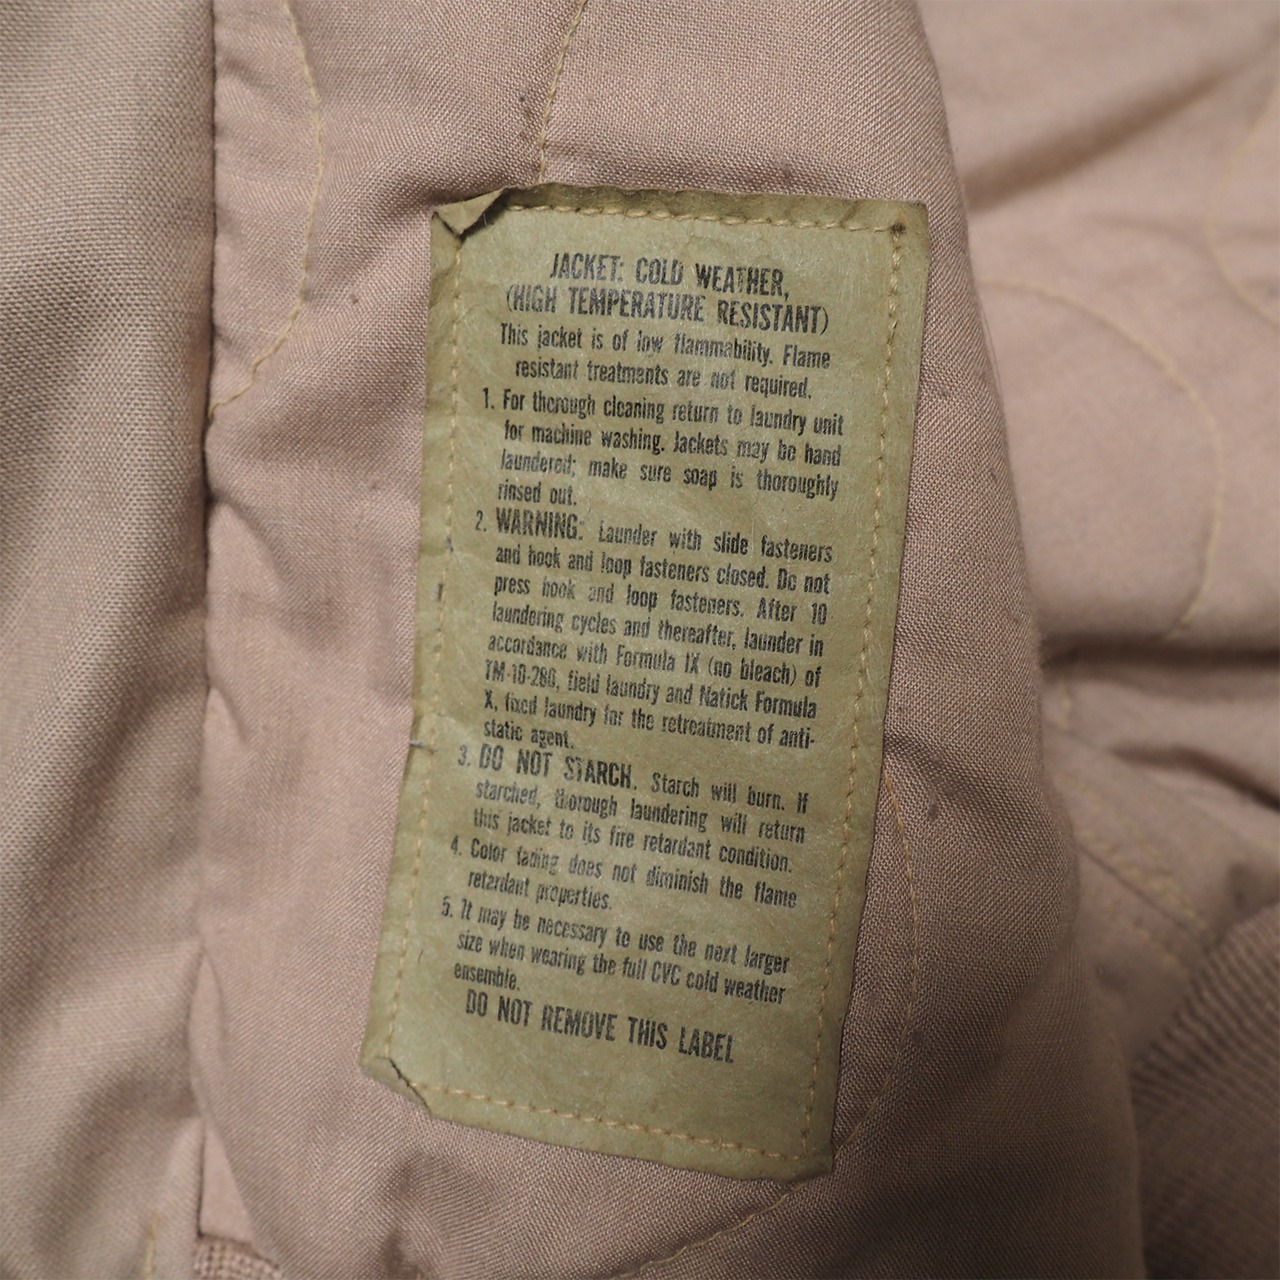 JACKET: COLD WEATHER,
(HIGH TEMPERATURE RESISTANT)
This jacket is of low flammability. Flame
resistant treatments are not required.
1. For thorough cleaning return to laundry unit
for machine washing. Jackets may be hand
laundered; make sure soap is thoroughly
rinsed out.
2. WARNING: Launder with slide fasteners
and hook and loop fasteners closed. Do not
press hook and loop fasteners. After 10
laundering cycles and thereafter, launder in
accordance with Formula IX (no bleach) of
TM-10-280, field laundry and Natick Formula
X, fixed laundry for the retreatment of anti-
static agent.
3. DO NOT STARCH. Starch will burn. If
starched, thorough laundering will return
this jacket to its fire retardant condition.
4. Color fading does not diminish the flame
retardant properties.
5. It may be necessary to use the next larger
size when wearing the full CVC cold weather
ensemble.
DO NOT REMOVE THIS LABEL